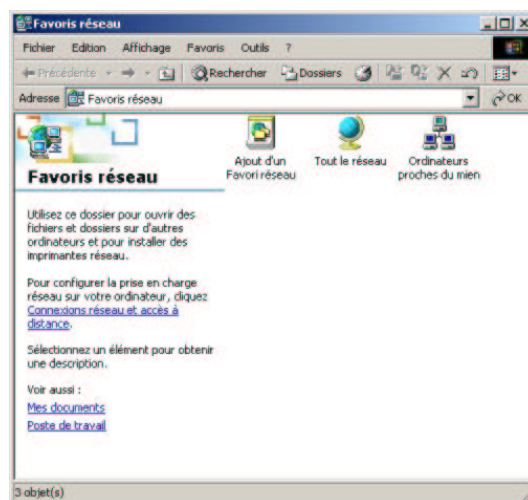 Favoris réseau
Fichier Edition Affichage Favoris Outils ?
Précédente Rechercher Dossiers
Adresse Favoris réseau OK
Favoris réseau
Utilisez ce dossier pour ouvrir des
fichiers et dossiers sur d'autres
ordinateurs et pour installer des
imprimantes réseau.
Pour configurer la prise en charge
réseau sur votre ordinateur, cliquez
Connexions réseau et accès à
distance.
Sélectionnez un élément pour obtenir
une description.
Voir aussi :
Mes documents
Poste de travail
Ajout d'un
Favori réseau
Tout le réseau
Ordinateurs
proches du mien
3 objet(s)